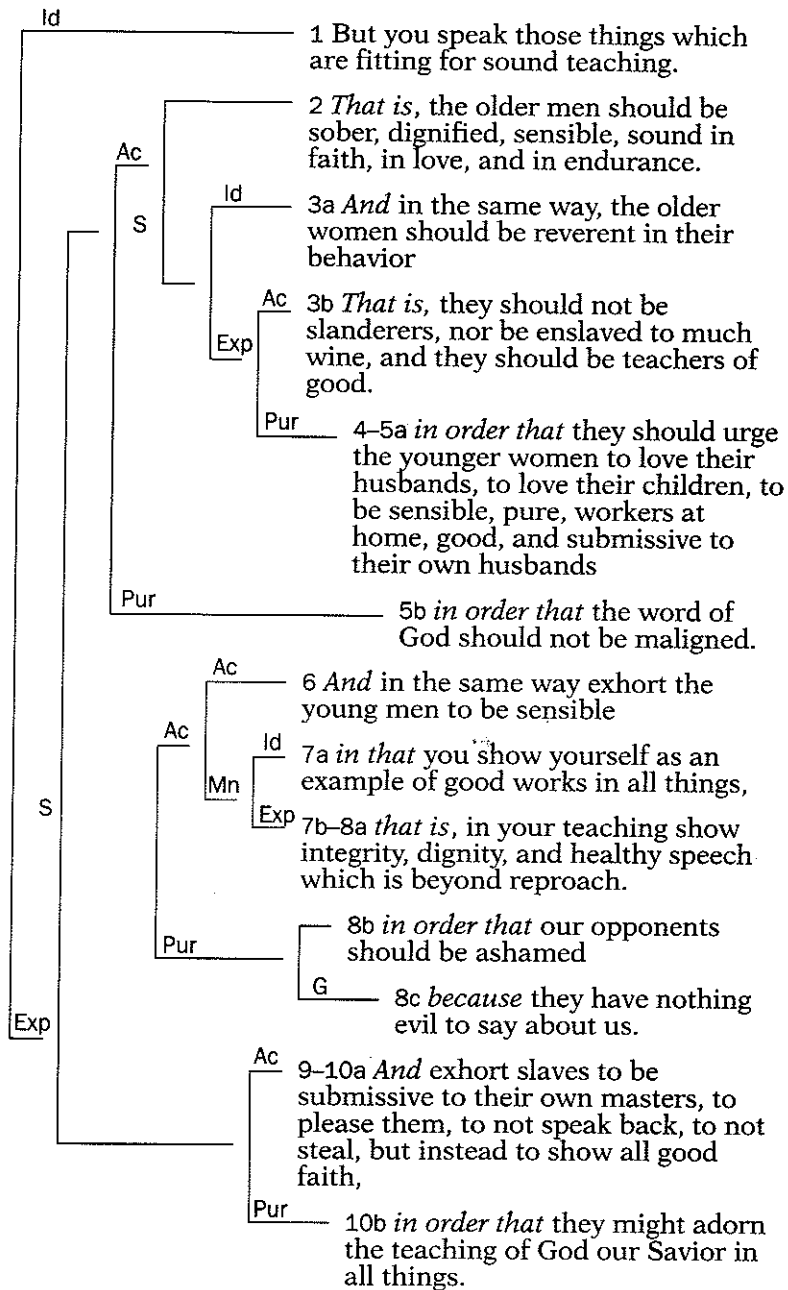 Id
1 But you speak those things which
are fitting for sound teaching.
2 That is, the older men should be
sober, dignified, sensible, sound in
faith, in love, and in endurance.
Ac
S
Id
3a And in the same way, the older
women should be reverent in their
behavior
Ac
3b That is, they should not be
slanderers, nor be enslaved to much
wine, and they should be teachers of
good.
Exp
Pur
4–5a in order that they should urge
the younger women to love their
husbands, to love their children, to
be sensible, pure, workers at
home, good, and submissive to
their own husbands
Pur
5b in order that the word of
God should not be maligned.
Ac
6 And in the same way exhort the
young men to be sensible
Ac
Id
7a in that you show yourself as an
example of good works in all things,
Mn
S
Exp
7b–8a that is, in your teaching show
integrity, dignity, and healthy speech
which is beyond reproach.
8b in order that our opponents
should be ashamed
Pur
G
8c because they have nothing
evil to say about us.
Exp
Ac
9–10a And exhort slaves to be
submissive to their own masters, to
please them, to not speak back, to not
steal, but instead to show all good
faith,
Pur
10b in order that they might adorn
the teaching of God our Savior in
all things.